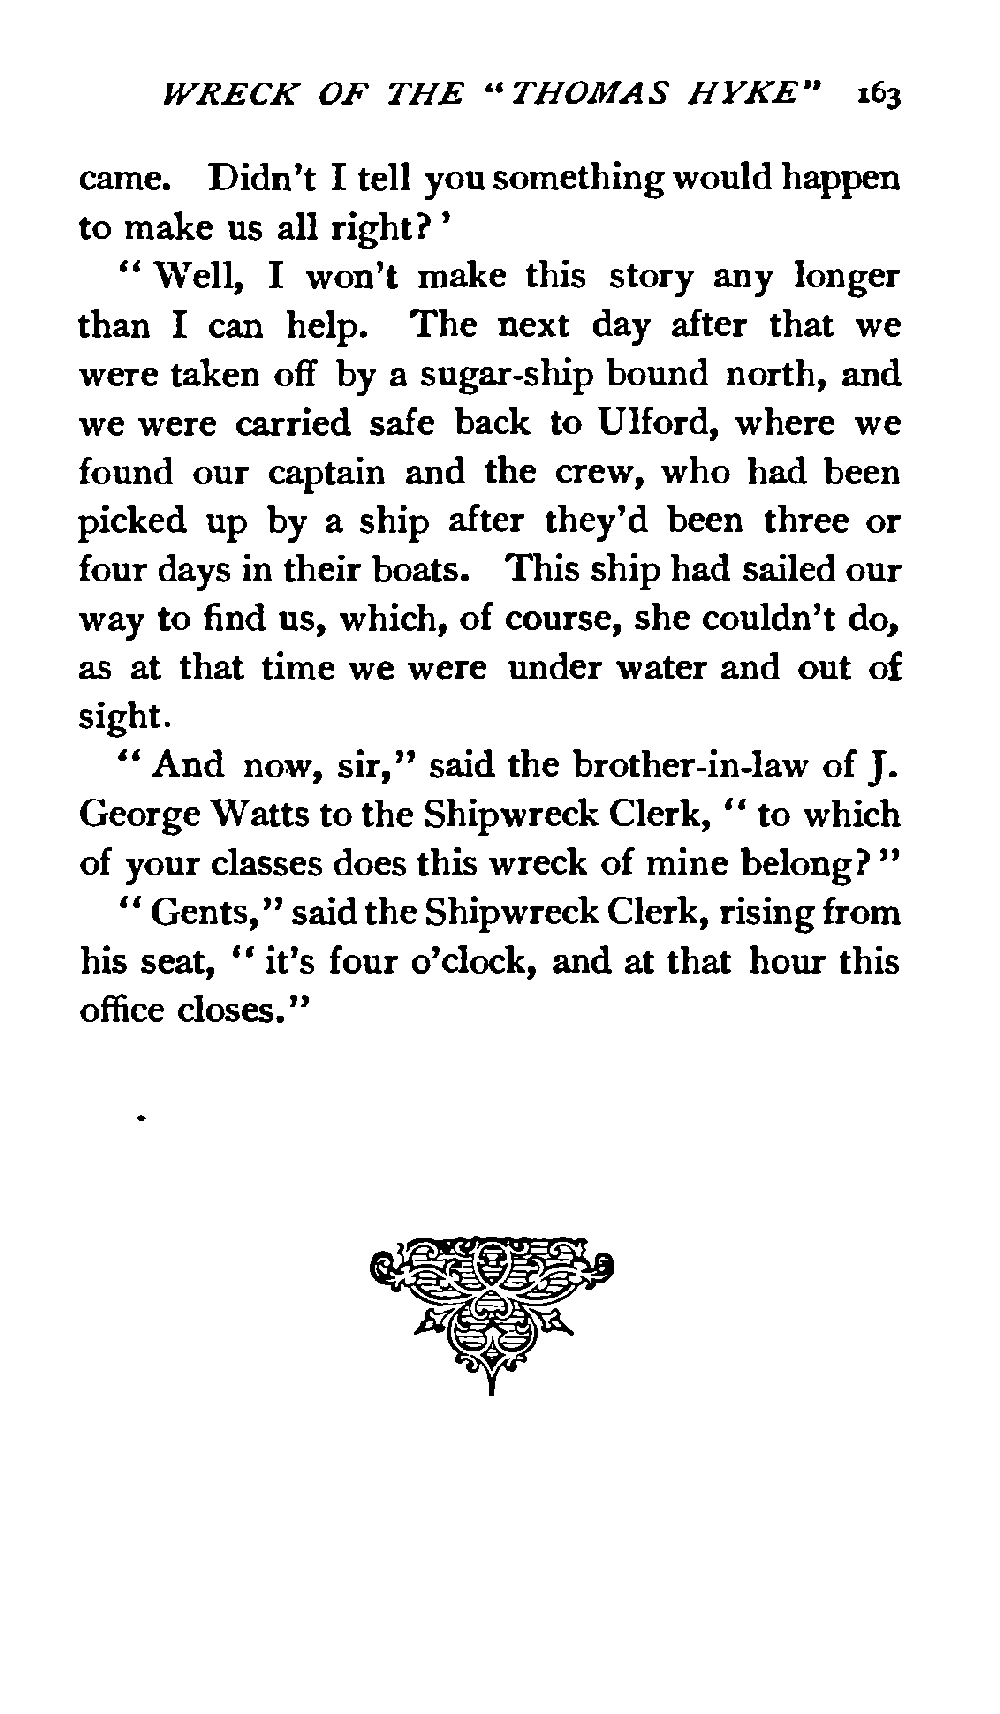 WRECK OF THE “THOMAS HYKE” 163
came. Didn’t I tell you something would happen
to make us all right?’
“Well, I won’t make this story any longer
than I can help. The next day after that we
were taken off by a sugar-ship bound north, and
we were carried safe back to Ulford, where we
found our captain and the crew, who had been
picked up by a ship after they’d been three or
four days in their boats. This ship had sailed our
way to find us, which, of course, she couldn’t do,
as at that time we were under water and out of
sight.
“And now, sir,” said the brother-in-law of J.
George Watts to the Shipwreck Clerk, “to which
of your classes does this wreck of mine belong?”
“Gents,” said the Shipwreck Clerk, rising from
his seat, “it’s four o’clock, and at that hour this
office closes.”